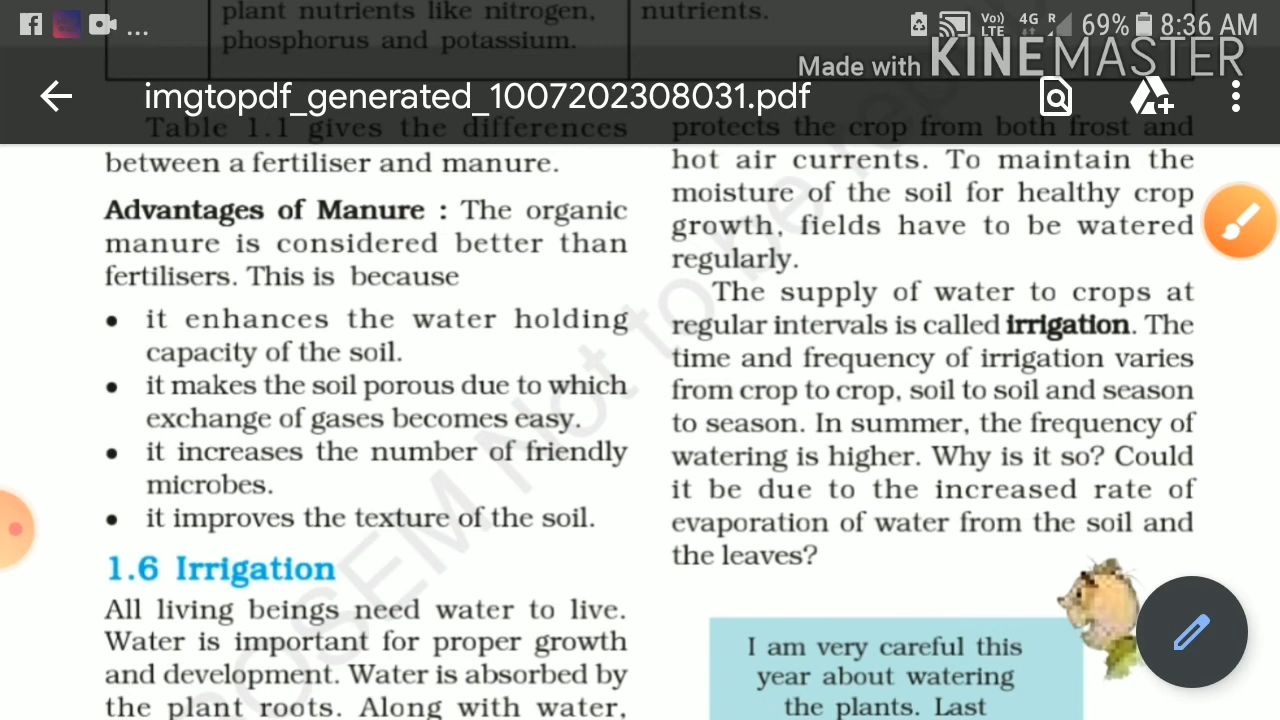 f
...
Vo)
LTE
4G
R
69%
8:36 AM
Made with KINEMASTER
imgtopdf_generated_1007202308031.pdf
plant nutrients like nitrogen,
phosphorus and potassium.
nutrients.
Table 1.1 gives the differences
between a fertiliser and manure.
Advantages of Manure : The organic
manure is considered better than
fertilisers. This is because
• it enhances the water holding
capacity of the soil.
• it makes the soil porous due to which
exchange of gases becomes easy.
• it increases the number of friendly
microbes.
• it improves the texture of the soil.
1.6 Irrigation
All living beings need water to live.
Water is important for proper growth
and development. Water is absorbed by
the plant roots. Along with water,
protects the crop from both frost and
hot air currents. To maintain the
moisture of the soil for healthy crop
growth, fields have to be watered
regularly.
The supply of water to crops at
regular intervals is called irrigation. The
time and frequency of irrigation varies
from crop to crop, soil to soil and season
to season. In summer, the frequency of
watering is higher. Why is it so? Could
it be due to the increased rate of
evaporation of water from the soil and
the leaves?
I am very careful this
year about watering
the plants. Last
Not to be